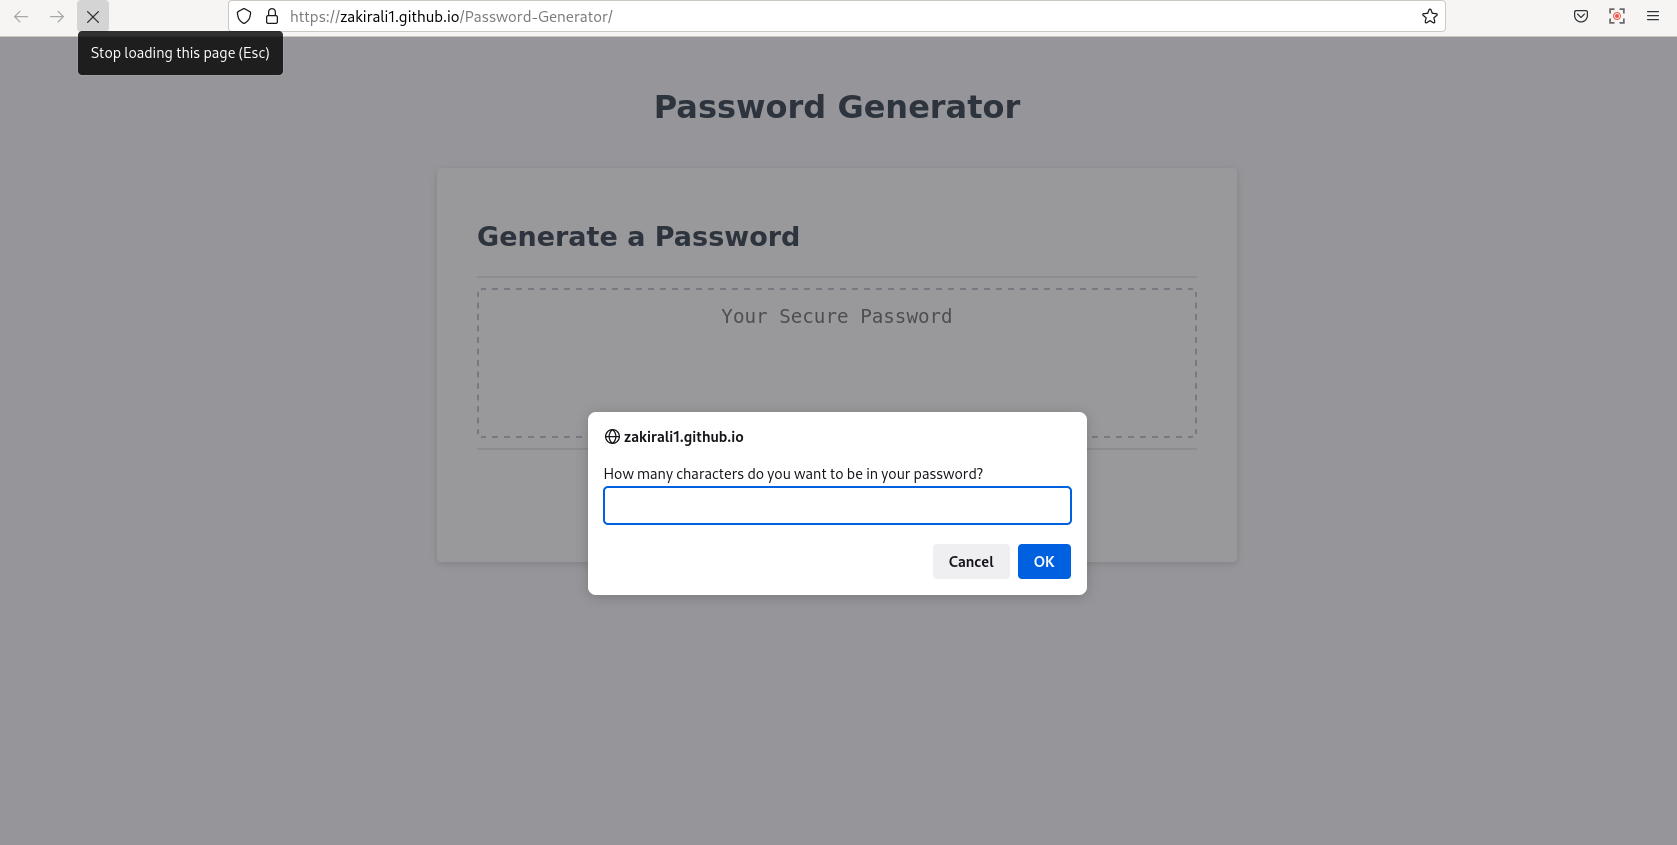 https://zakirali1.github.io/Password-Generator/
Stop loading this page (Esc)
Password Generator
Generate a Password
Your Secure Password
zakirali1.github.io
How many characters do you want to be in your password?
Cancel OK